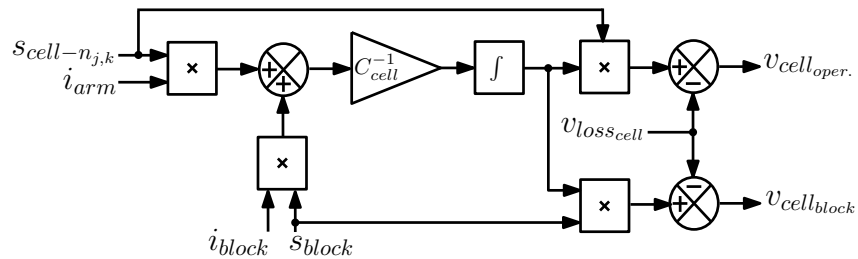 s_{cell-n_{j,k}}
i_{arm}
×
+
+
C_{cell}^{-1}
∫
×
+
−
v_{cell_{oper.}}
v_{loss_{cell}}
×
×
−
+
v_{cell_{block}}
i_{block}
s_{block}